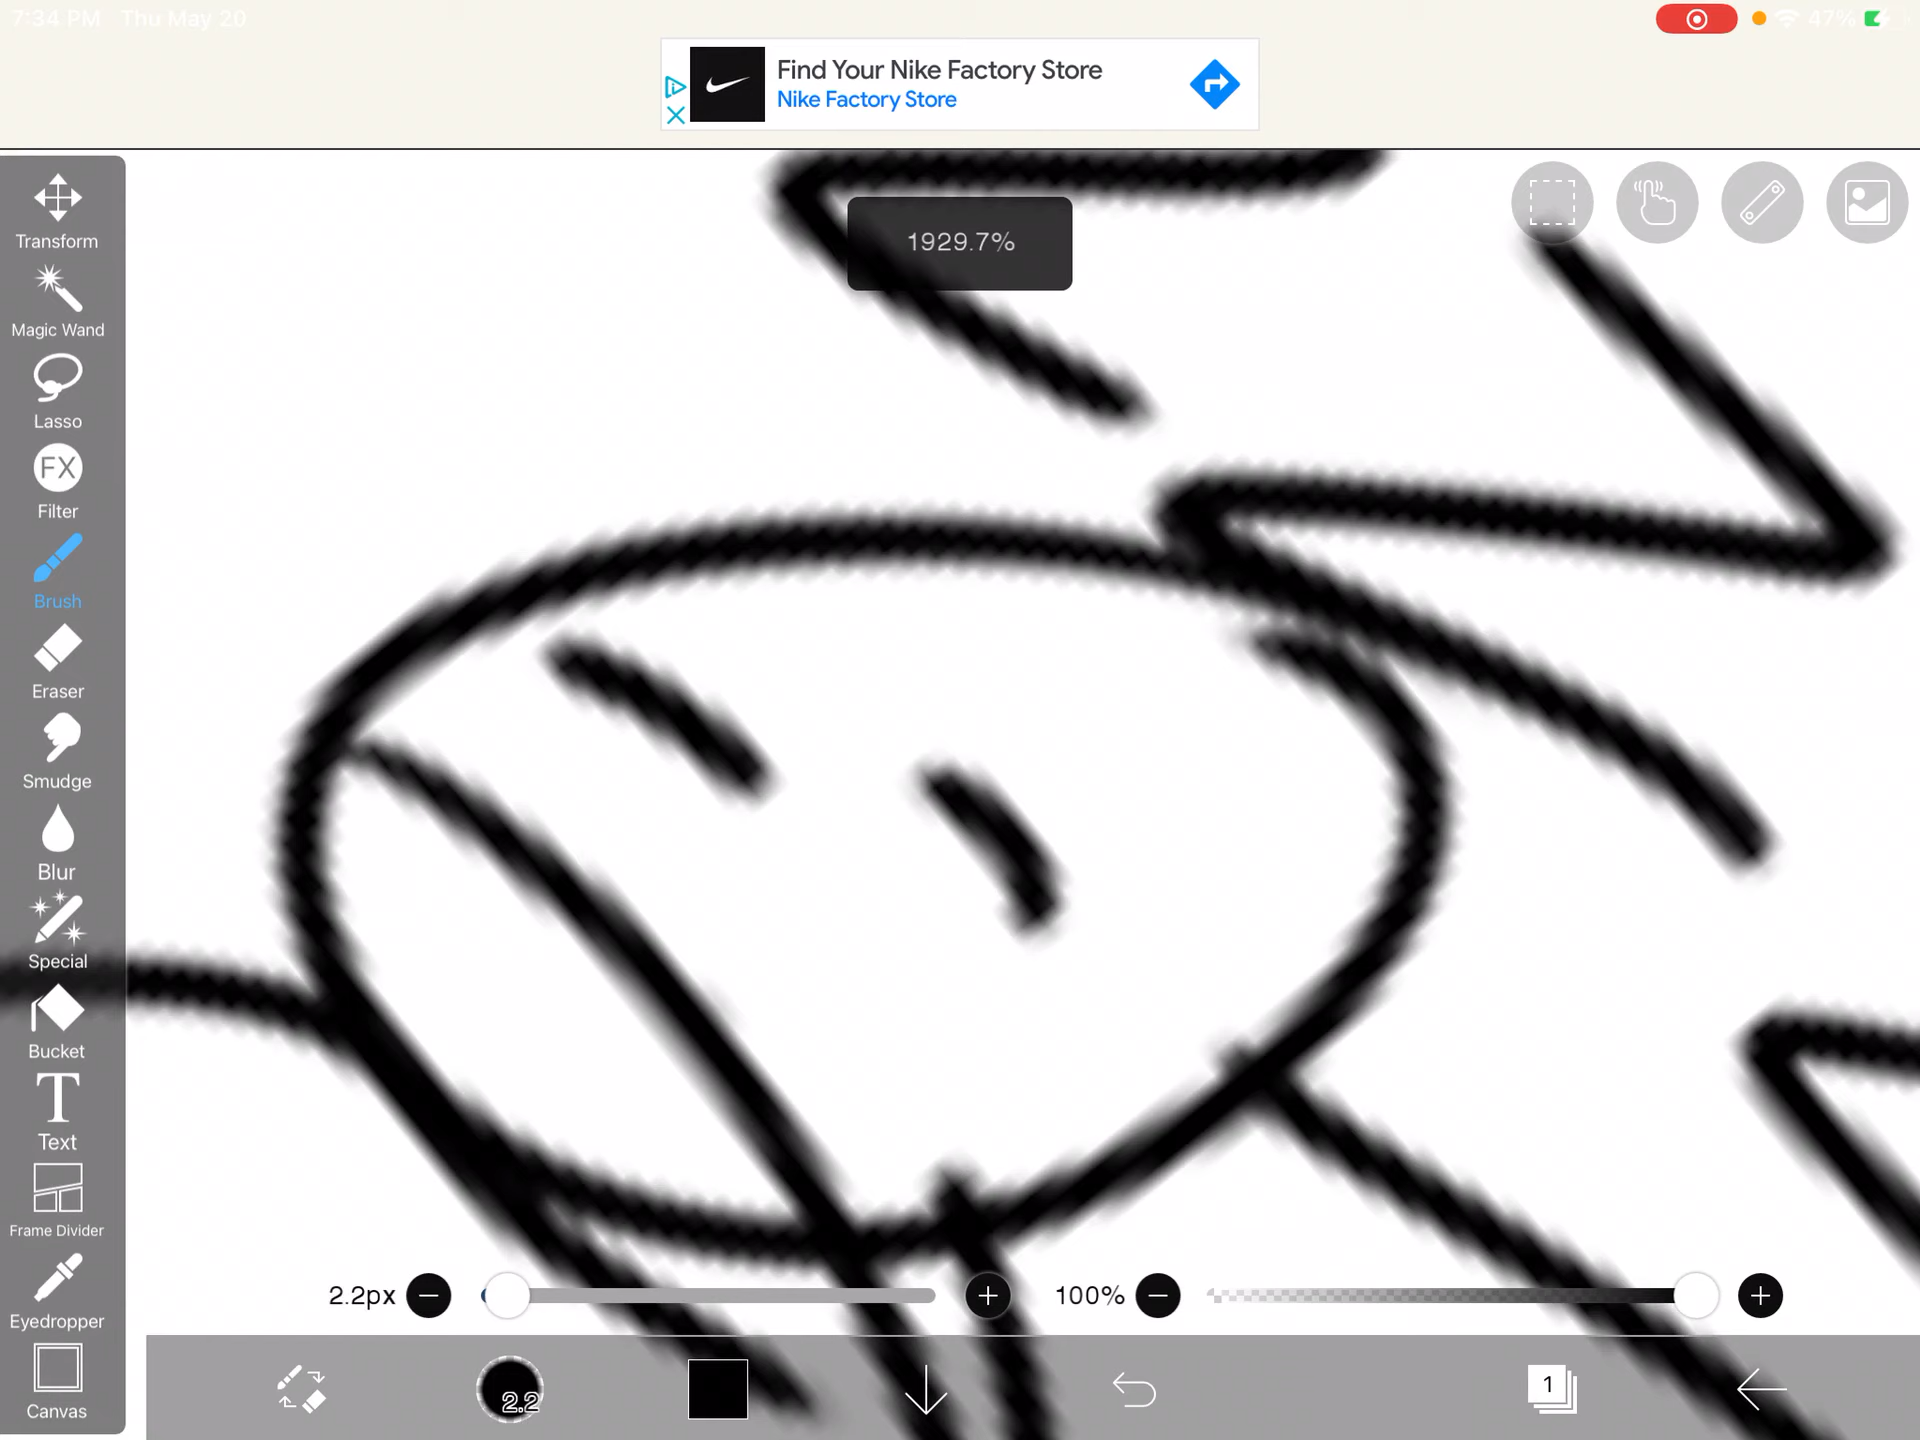 7:34 PM Thu May 20
47%
Find Your Nike Factory Store
Nike Factory Store
1929.7%
Transform
Magic Wand
Lasso
FX
Filter
Brush
Eraser
Smudge
Blur
Special
Bucket
T
Text
Frame Divider
Eyedropper
Canvas
2.2px
100%
2.2
1